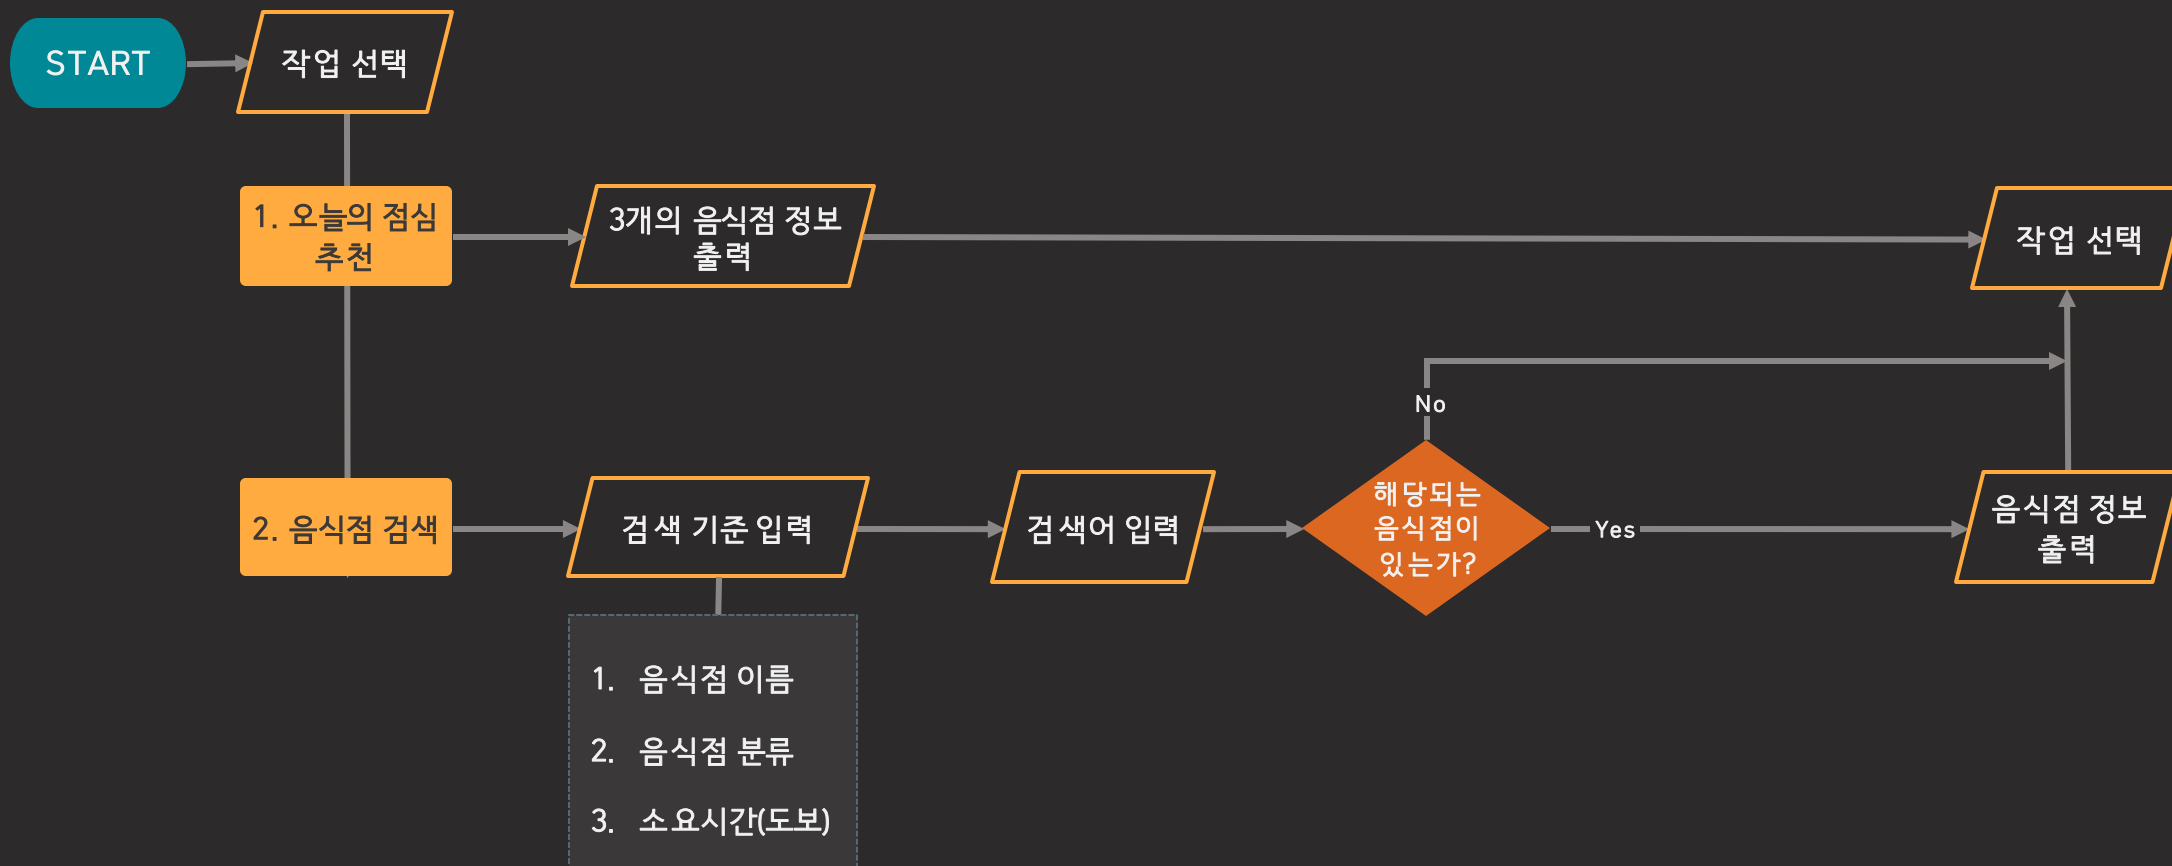 START
작업 선택
1. 오늘의 점심
추천
3개의 음식점 정보
출력
작업 선택
No
2. 음식점 검색
검색 기준 입력
검색어 입력
해당되는
음식점이
있는가?
Yes
음식점 정보
출력
1. 음식점 이름
2. 음식점 분류
3. 소요시간(도보)